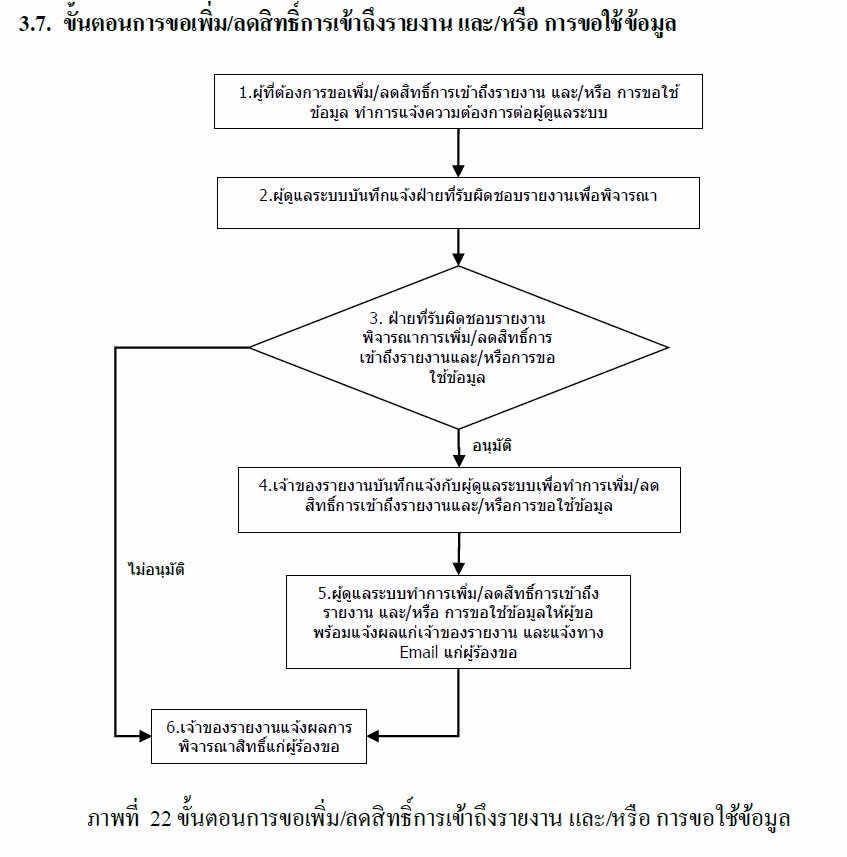 3.7. ขั้นตอนการขอเพิ่ม/ลดสิทธิ์การเข้าถึงรายงาน และ/หรือ การขอใช้ข้อมูล
1.ผู้ที่ต้องการขอเพิ่ม/ลดสิทธิ์การเข้าถึงรายงาน และ/หรือ การขอใช้
ข้อมูล ทำการแจ้งความต้องการต่อผู้ดูแลระบบ
2.ผู้ดูแลระบบบันทึกแจ้งฝ่ายที่รับผิดชอบรายงานเพื่อพิจารณา
3. ฝ่ายที่รับผิดชอบรายงาน
พิจารณาการเพิ่ม/ลดสิทธิ์การ
เข้าถึงรายงานและ/หรือการขอ
ใช้ข้อมูล
อนุมัติ
4.เจ้าของรายงานบันทึกแจ้งกับผู้ดูแลระบบเพื่อทำการเพิ่ม/ลด
สิทธิ์การเข้าถึงรายงานและ/หรือการขอใช้ข้อมูล
ไม่อนุมัติ
5.ผู้ดูแลระบบทำการเพิ่ม/ลดสิทธิ์การเข้าถึง
รายงาน และ/หรือ การขอใช้ข้อมูลให้ผู้ขอ
พร้อมแจ้งผลแก่เจ้าของรายงาน และแจ้งทาง
Email แก่ผู้ร้องขอ
6.เจ้าของรายงานแจ้งผลการ
พิจารณาสิทธิ์แก่ผู้ร้องขอ
ภาพที่ 22 ขั้นตอนการขอเพิ่ม/ลดสิทธิ์การเข้าถึงรายงาน และ/หรือ การขอใช้ข้อมูล